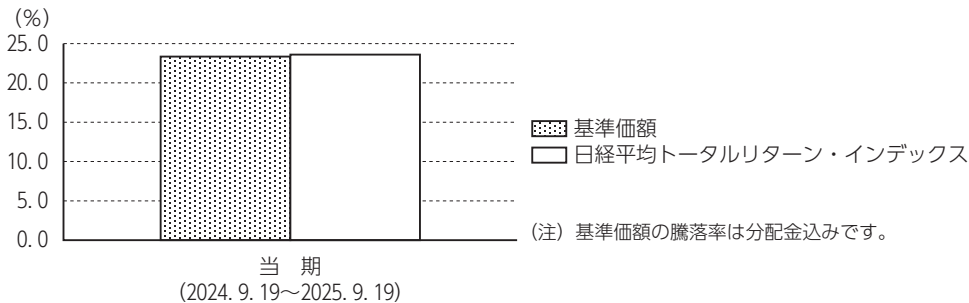 (%)
25.0
20.0
15.0
10.0
5.0
0.0
当 期
(2024.9.19～2025.9.19)
基準価額
日経平均トータルリターン・インデックス
(注) 基準価額の騰落率は分配金込みです。